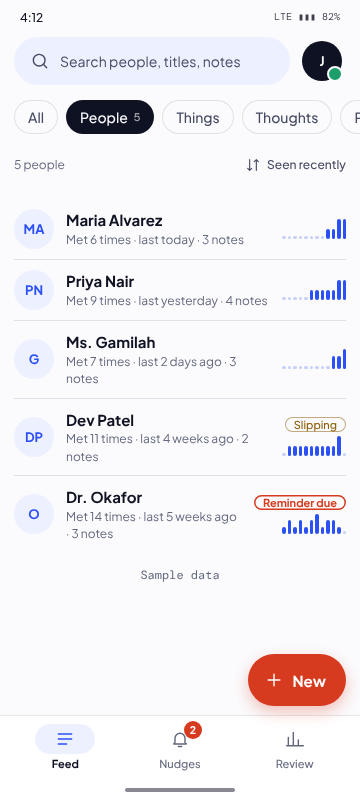 4:12
LTE 82%
Search people, titles, notes
J
All
People 5
Things
Thoughts
5 people
Seen recently
MA
Maria Alvarez
Met 6 times · last today · 3 notes
PN
Priya Nair
Met 9 times · last yesterday · 4 notes
G
Ms. Gamilah
Met 7 times · last 2 days ago · 3
notes
DP
Dev Patel
Met 11 times · last 4 weeks ago · 2
notes
Slipping
O
Dr. Okafor
Met 14 times · last 5 weeks ago
· 3 notes
Reminder due
Sample data
New
Feed
2
Nudges
Review